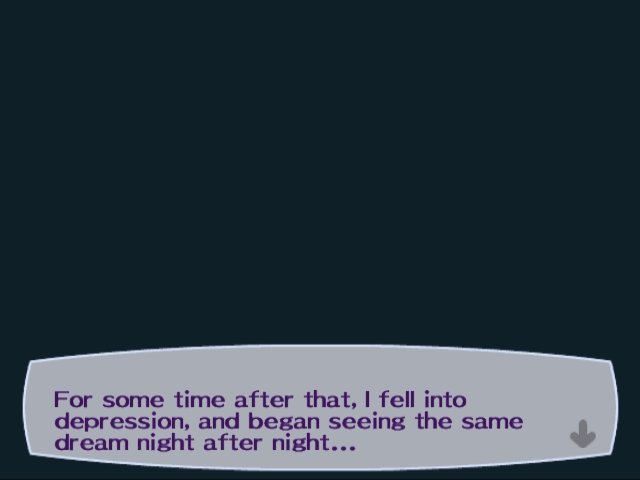 For some time after that, I fell into
depression, and began seeing the same
dream night after night...